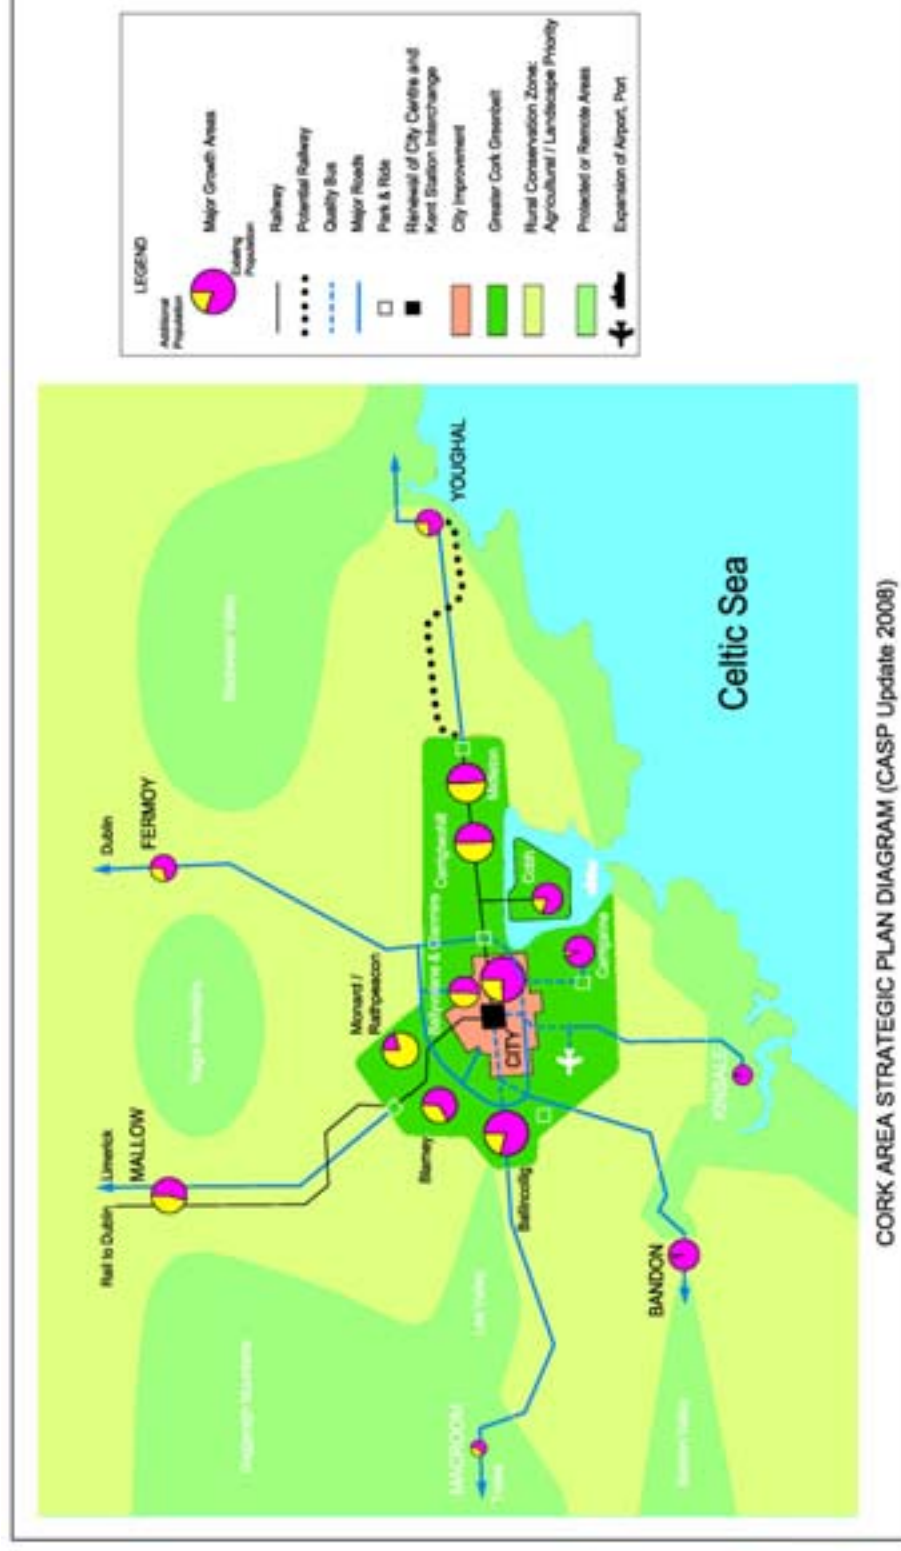 LEGEND
Additional
Population
Existing
Population
Major Growth Areas
Railway
Potential Railway
Quality Bus
Major Roads
Park & Ride
Renewal of City Centre and
Kent Station Interchange
City Improvement
Greater Cork Greenbelt
Rural Conservation Zone:
Agricultural / Landscape Priority
Protected or Remote Areas
Expansion of Airport, Port
Rail to Dublin
Limerick
MALLOW
Dublin
FERMOY
Monard /
Rathpeacon
Blarney
Ballincollig
CITY
Carrigtwohill
Midleton
Cobh
YOUGHAL
MACROOM
Lee Valley
BANDON
KINSALE
Celtic Sea
CORK AREA STRATEGIC PLAN DIAGRAM (CASP Update 2008)